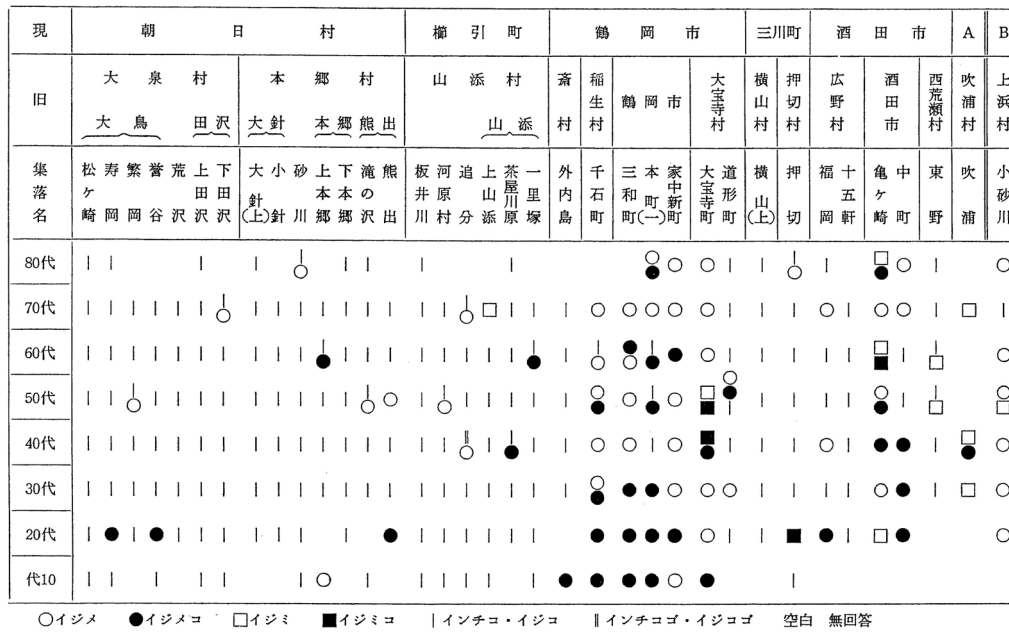 現 朝日村 櫛引町 鶴岡市 三川町 酒田市 A B
旧 大泉村 本郷村 山添村 斎村 稲生村 鶴岡市 大宝寺村 横山村 押切村 広野村 酒田市 西荒瀬村 吹浦村 上浜村
大鳥 田沢 大針 本郷 熊出 山添
集落名 松ヶ崎 寿岡 繁岡 誉谷 荒沢 上田沢 下田沢 大針(上) 小針 砂川 上本郷 下本郷 滝の沢 熊出 板井川 河原村 追分 上山添 茶屋川原 一里塚 外内島 千石町 三和町 本町(一) 家中新町 大宝寺町 道形町 横山(上) 押切 福岡 十五軒 亀ヶ崎 中町 東野 吹浦 小砂川
80代
70代
60代
50代
40代
30代
20代
代10
○イジメ ●イジメコ □イジミ ■イジミコ |インチコ・イジコ ‖インチコゴ・イジコゴ 空白 無回答